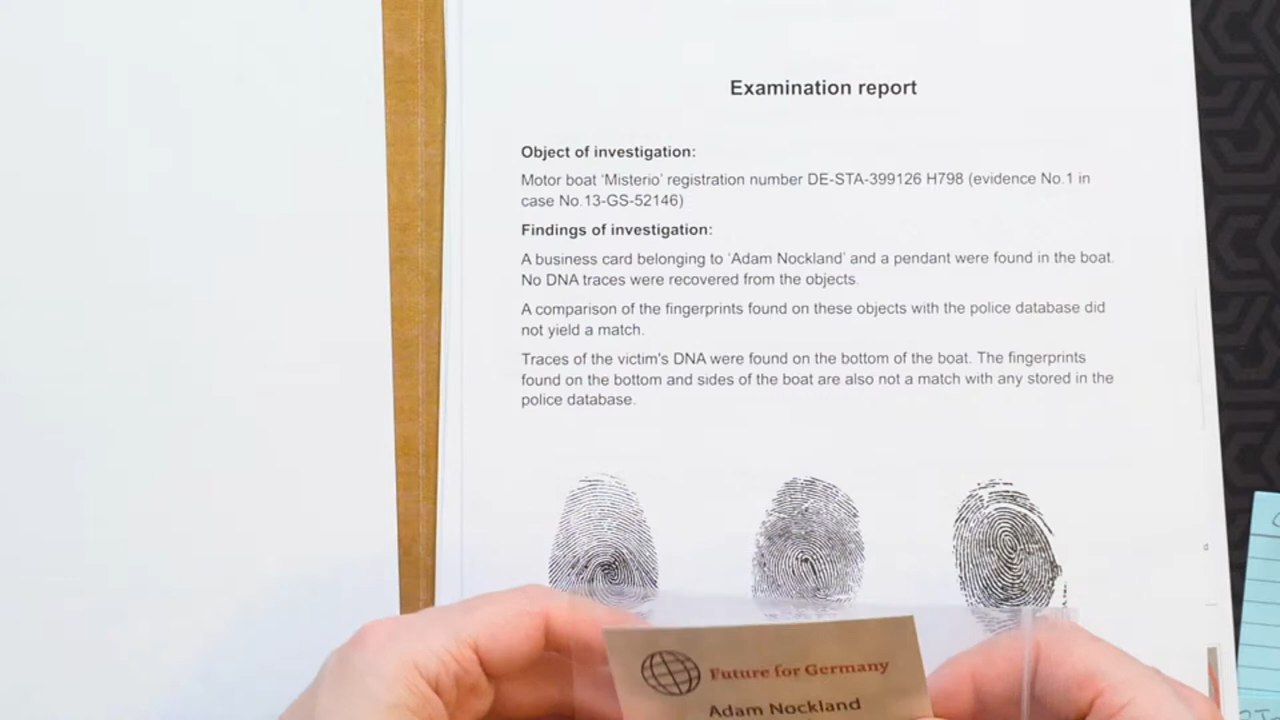 Examination report
Object of investigation:
Motor boat ‘Misterio’ registration number DE-STA-399126 H798 (evidence No.1 in
case No.13-GS-52146)
Findings of investigation:
A business card belonging to ‘Adam Nockland’ and a pendant were found in the boat.
No DNA traces were recovered from the objects.
A comparison of the fingerprints found on these objects with the police database did
not yield a match.
Traces of the victim's DNA were found on the bottom of the boat. The fingerprints
found on the bottom and sides of the boat are also not a match with any stored in the
police database.
Future for Germany
Adam Nockland